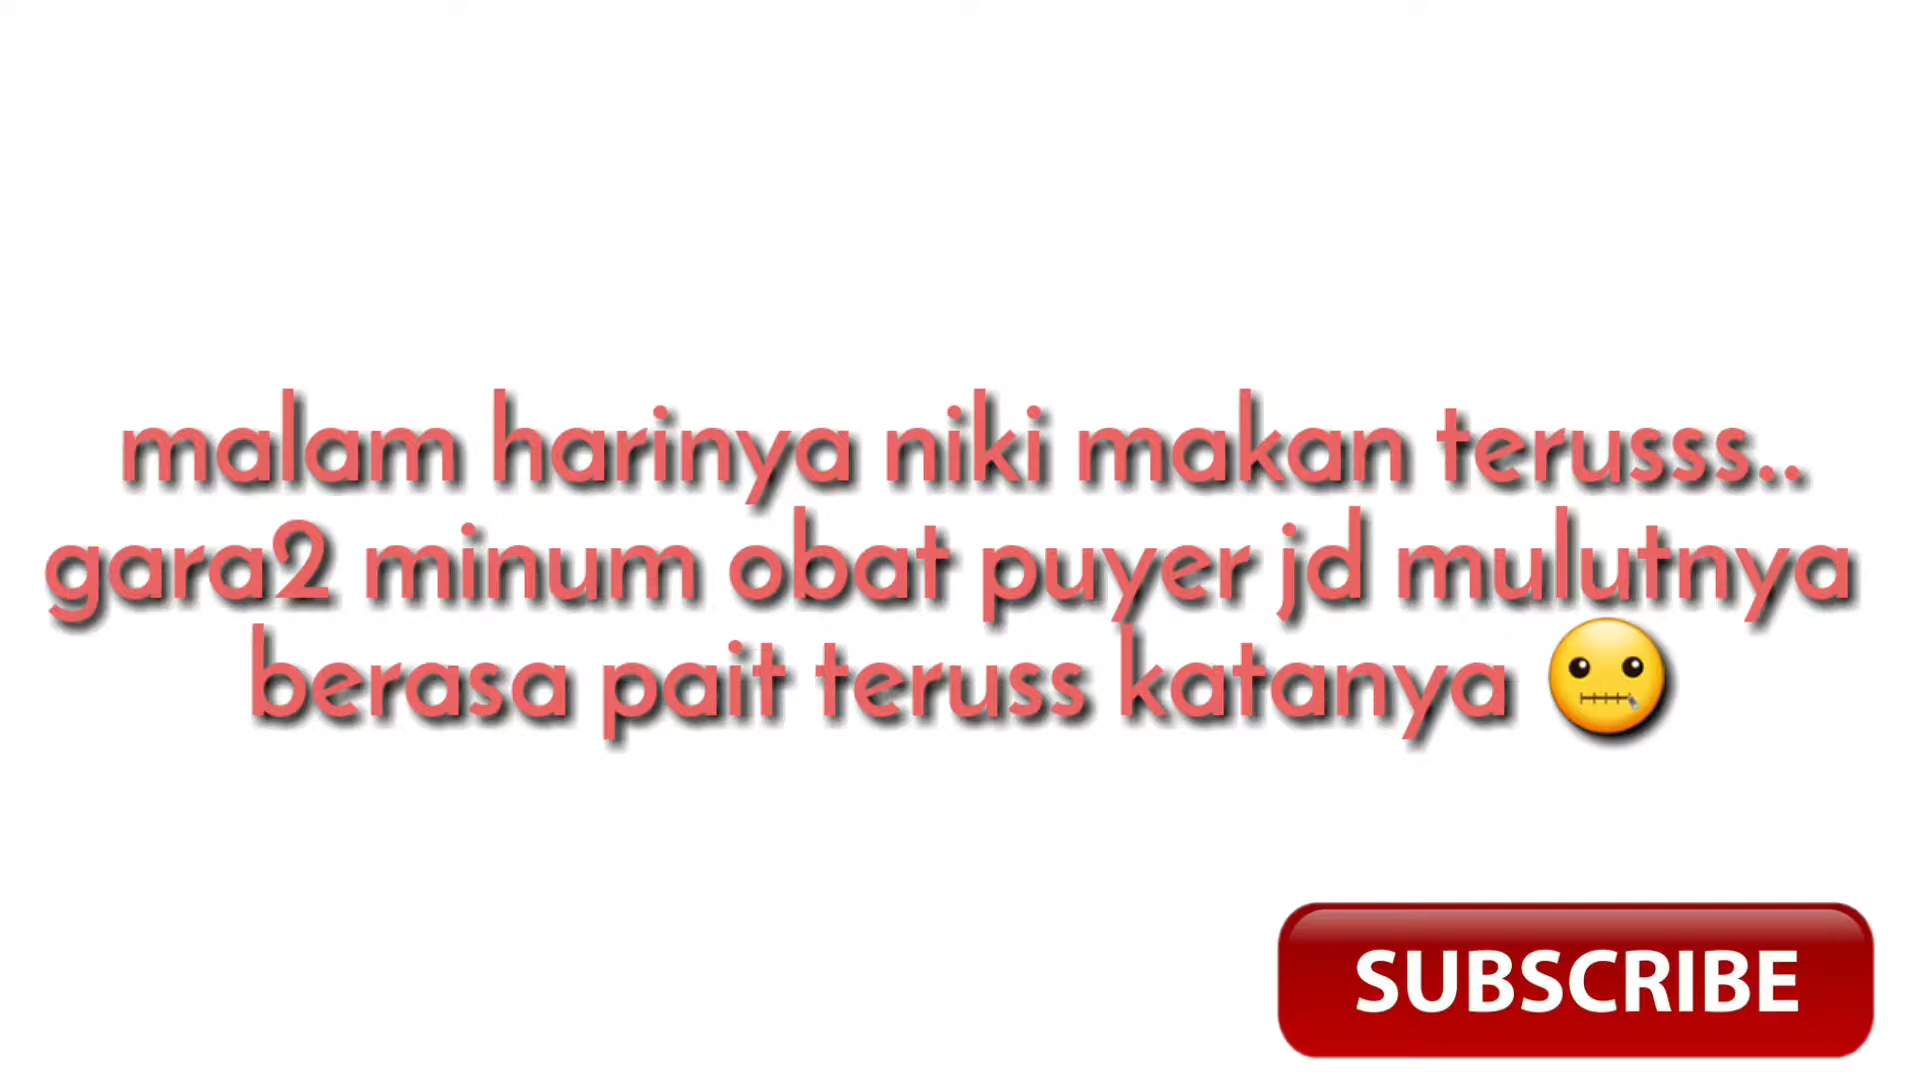 malam harinya niki makan terusss..
gara2 minum obat puyer jd mulutnya
berasa pait teruss katanya 🤐
SUBSCRIBE